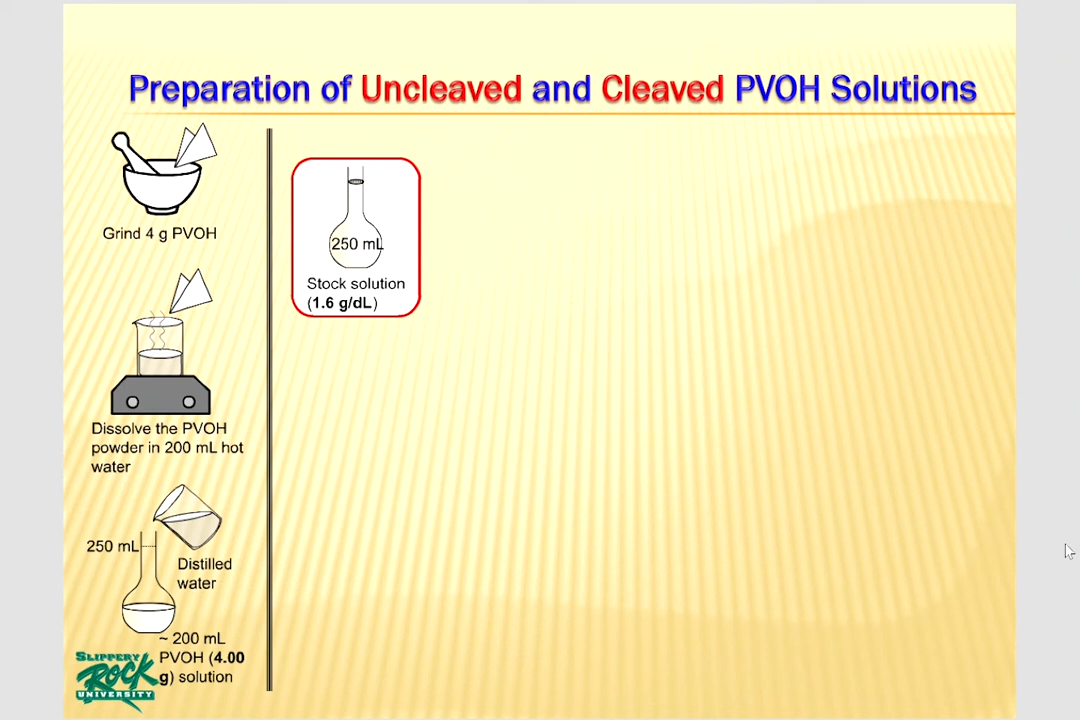 Preparation of Uncleaved and Cleaved PVOH Solutions
Grind 4 g PVOH
Dissolve the PVOH
powder in 200 mL hot
water
250 mL
Distilled
water
~ 200 mL
PVOH (4.00
g) solution
SLIPPERY
ROCK
UNIVERSITY
250 mL
Stock solution
(1.6 g/dL)